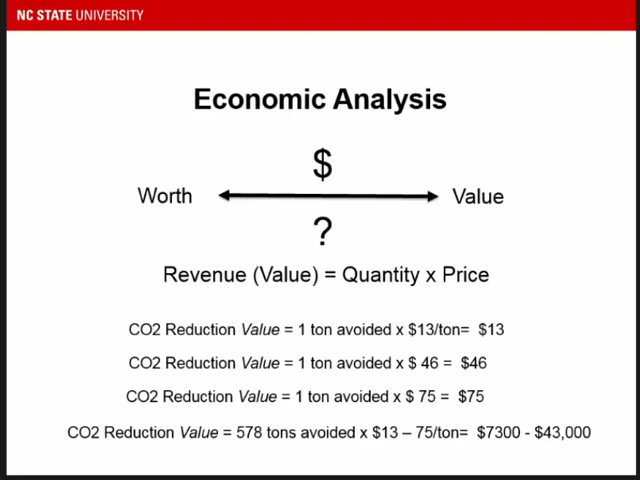 NC STATE UNIVERSITY
Economic Analysis
$
Worth Value
?
Revenue (Value) = Quantity x Price
CO2 Reduction Value = 1 ton avoided x $13/ton= $13
CO2 Reduction Value = 1 ton avoided x $ 46 = $46
CO2 Reduction Value = 1 ton avoided x $ 75 = $75
CO2 Reduction Value = 578 tons avoided x $13 – 75/ton= $7300 - $43,000